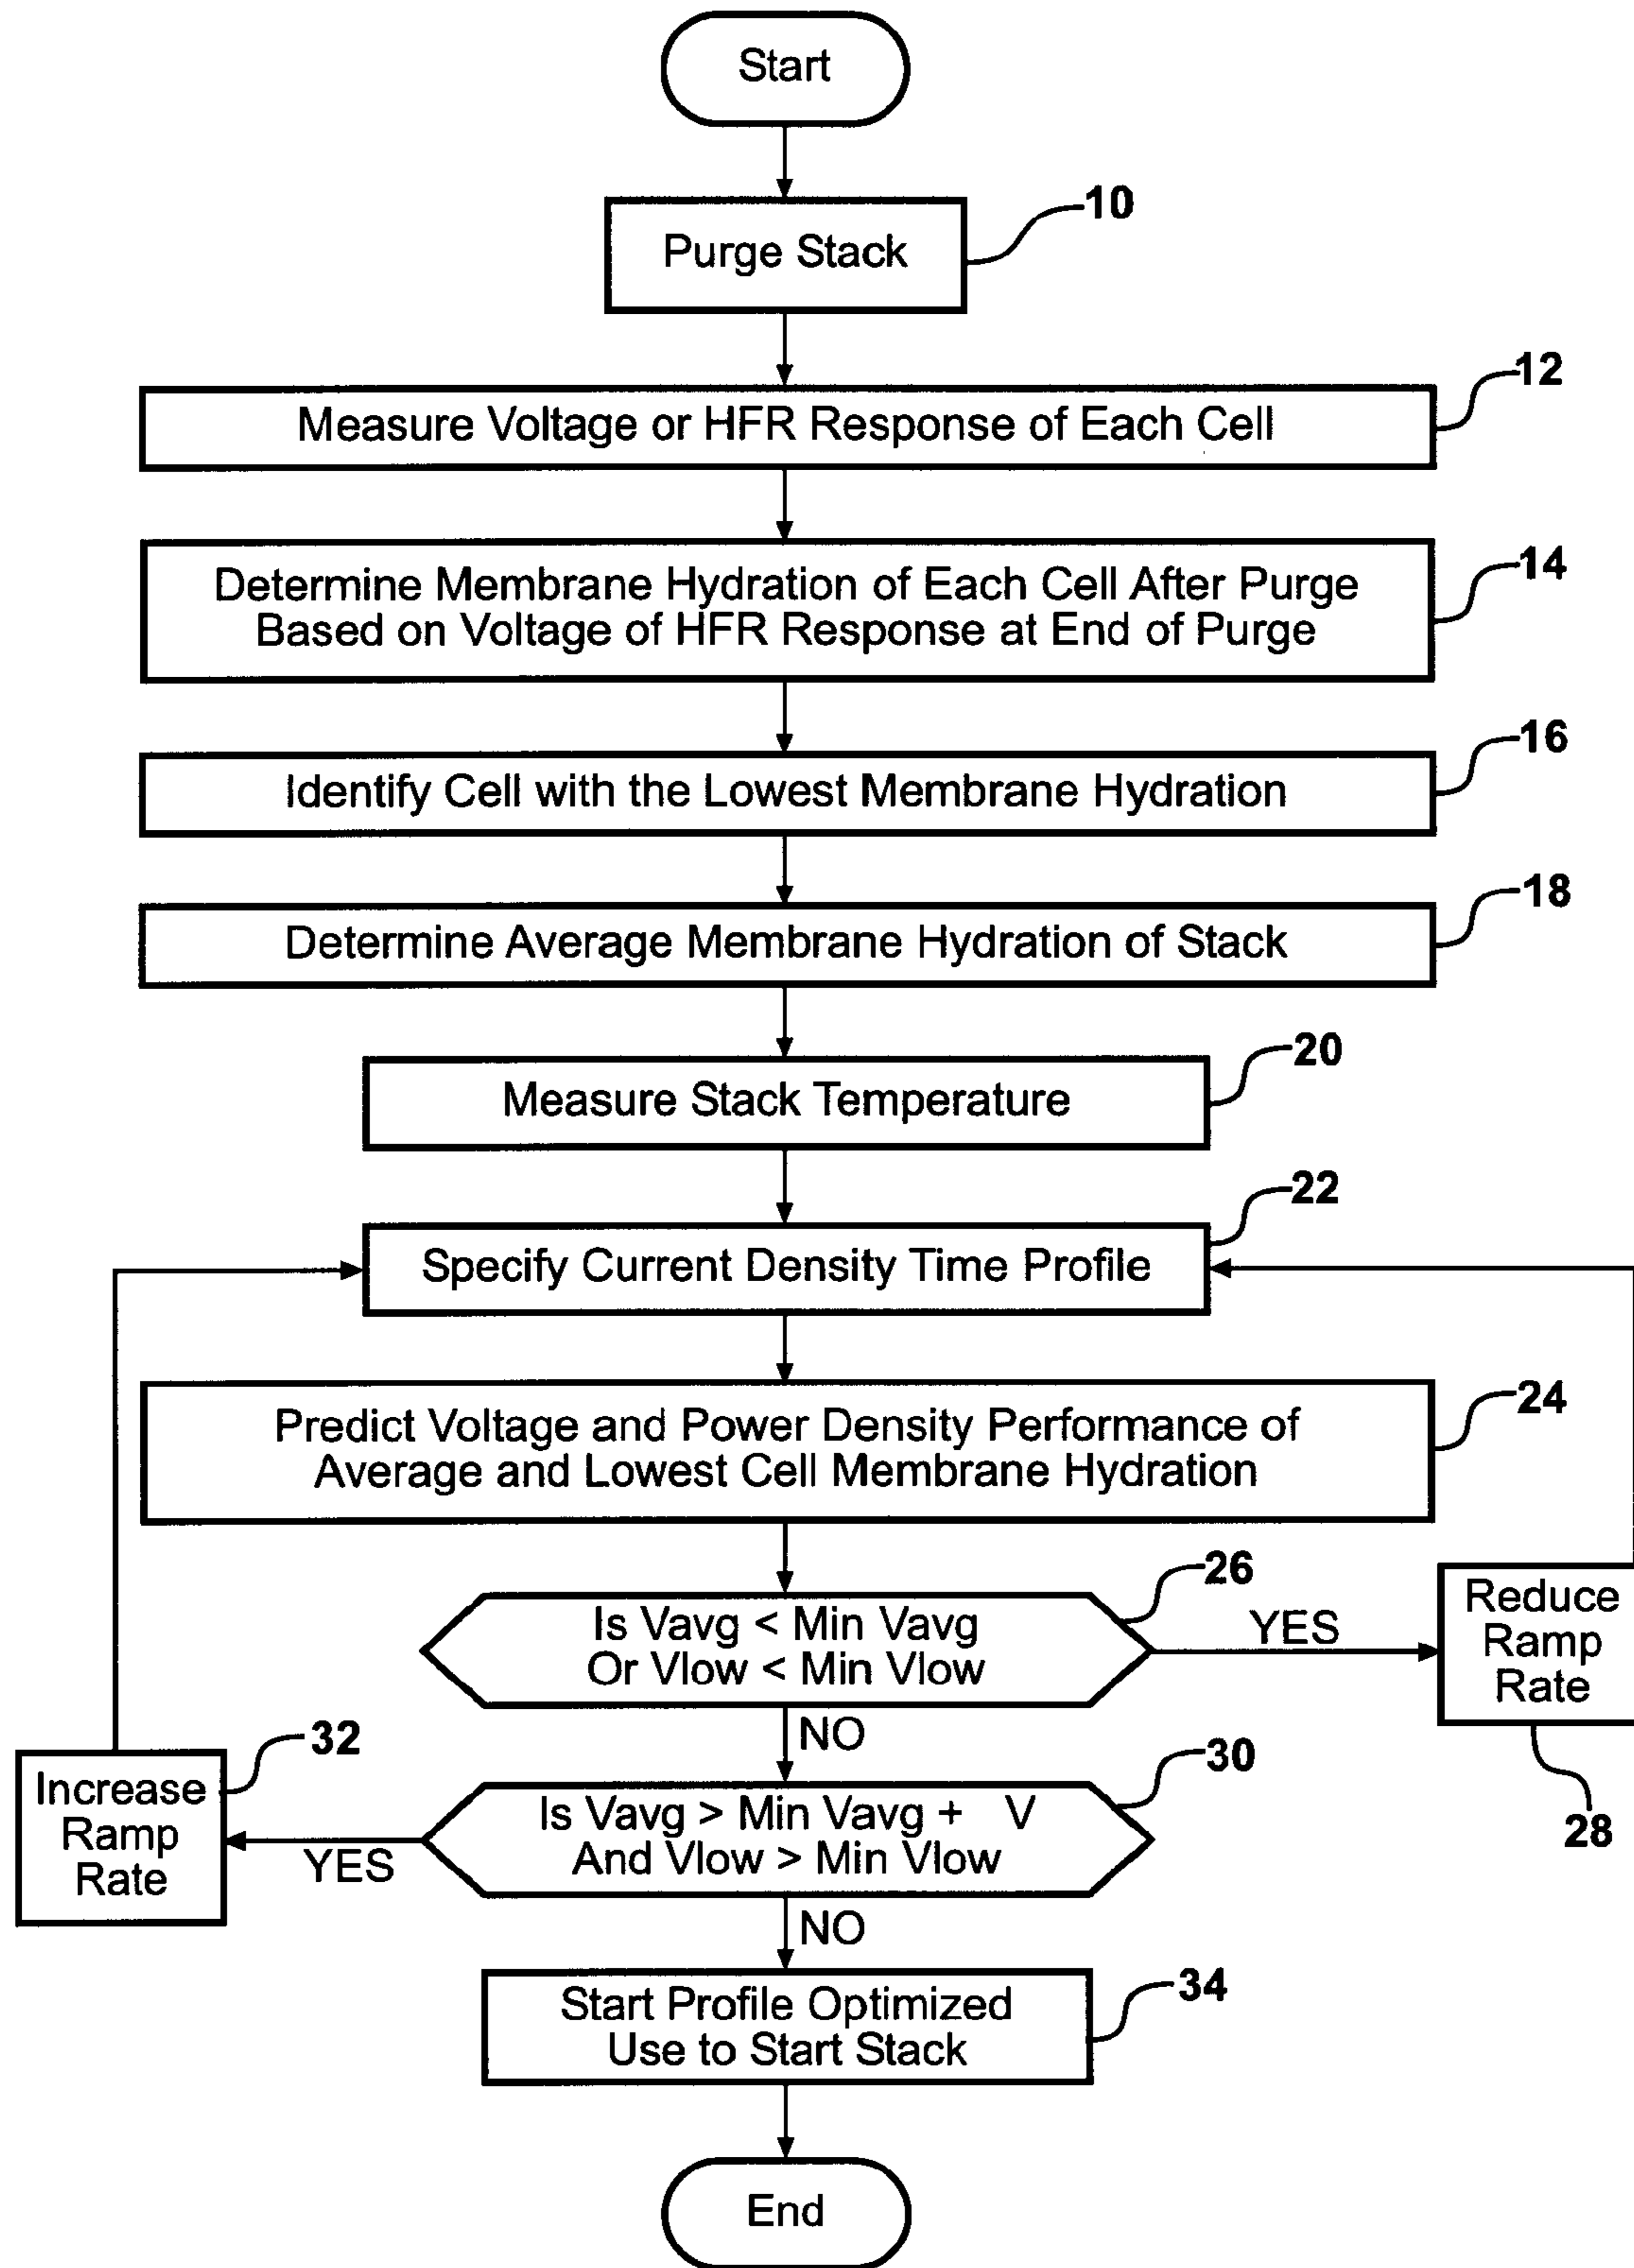 Start
10
Purge Stack
12
Measure Voltage or HFR Response of Each Cell
14
Determine Membrane Hydration of Each Cell After Purge
Based on Voltage of HFR Response at End of Purge
16
Identify Cell with the Lowest Membrane Hydration
18
Determine Average Membrane Hydration of Stack
20
Measure Stack Temperature
22
Specify Current Density Time Profile
24
Predict Voltage and Power Density Performance of
Average and Lowest Cell Membrane Hydration
26
Is Vavg < Min Vavg
Or Vlow < Min Vlow
YES
Reduce
Ramp
Rate
28
NO
32
Increase
Ramp
Rate
30
Is Vavg > Min Vavg + V
And Vlow > Min Vlow
YES
NO
34
Start Profile Optimized
Use to Start Stack
End